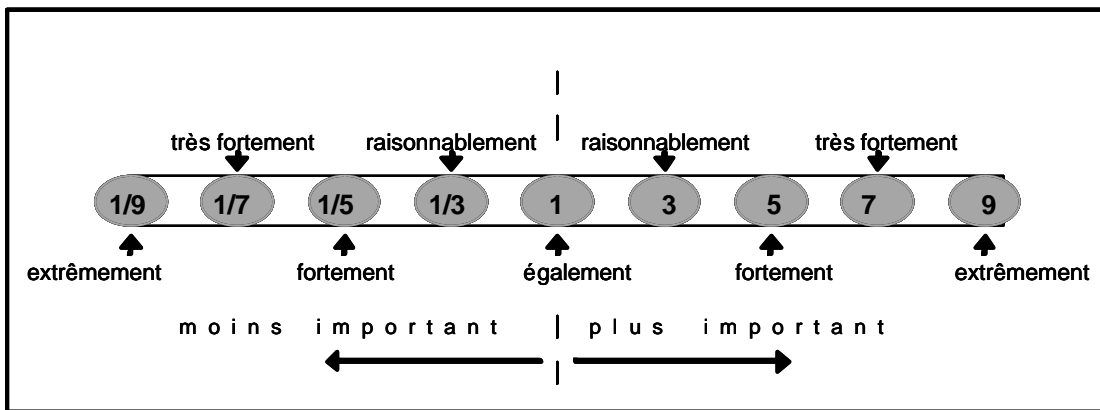 très fortement raisonnablement raisonnablement très fortement
1/9 1/7 1/5 1/3 1 3 5 7 9
extrêmement fortement également fortement extrêmement
moins important plus important